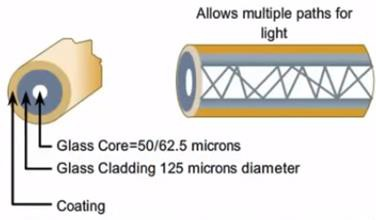 Allows multiple paths for
light
Glass Core=50/62.5 microns
Glass Cladding 125 microns diameter
Coating